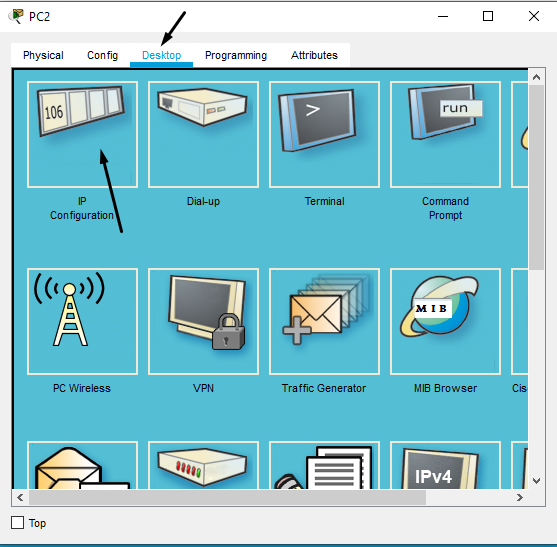 PC2
Physical Config Desktop Programming Attributes
106
>
run
IP
Configuration
Dial-up
Terminal
Command
Prompt
MIB
PC Wireless
VPN
Traffic Generator
MIB Browser
Cisc
IPv4
Top